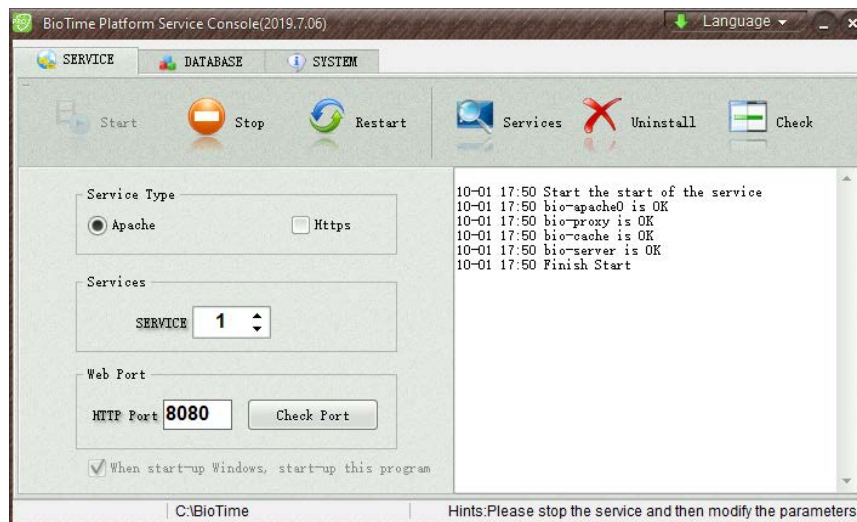 BioTime Platform Service Console(2019.7.06)
Language
SERVICE
DATABASE
SYSTEM
Start
Stop
Restart
Services
Uninstall
Check
Service Type
Apache
Https
Services
SERVICE 1
Web Port
HTTP Port 8080
Check Port
When start-up Windows, start-up this program
10-01 17:50 Start the start of the service
10-01 17:50 bio-apache0 is OK
10-01 17:50 bio-proxy is OK
10-01 17:50 bio-cache is OK
10-01 17:50 bio-server is OK
10-01 17:50 Finish Start
C:\BioTime
Hints:Please stop the service and then modify the parameters